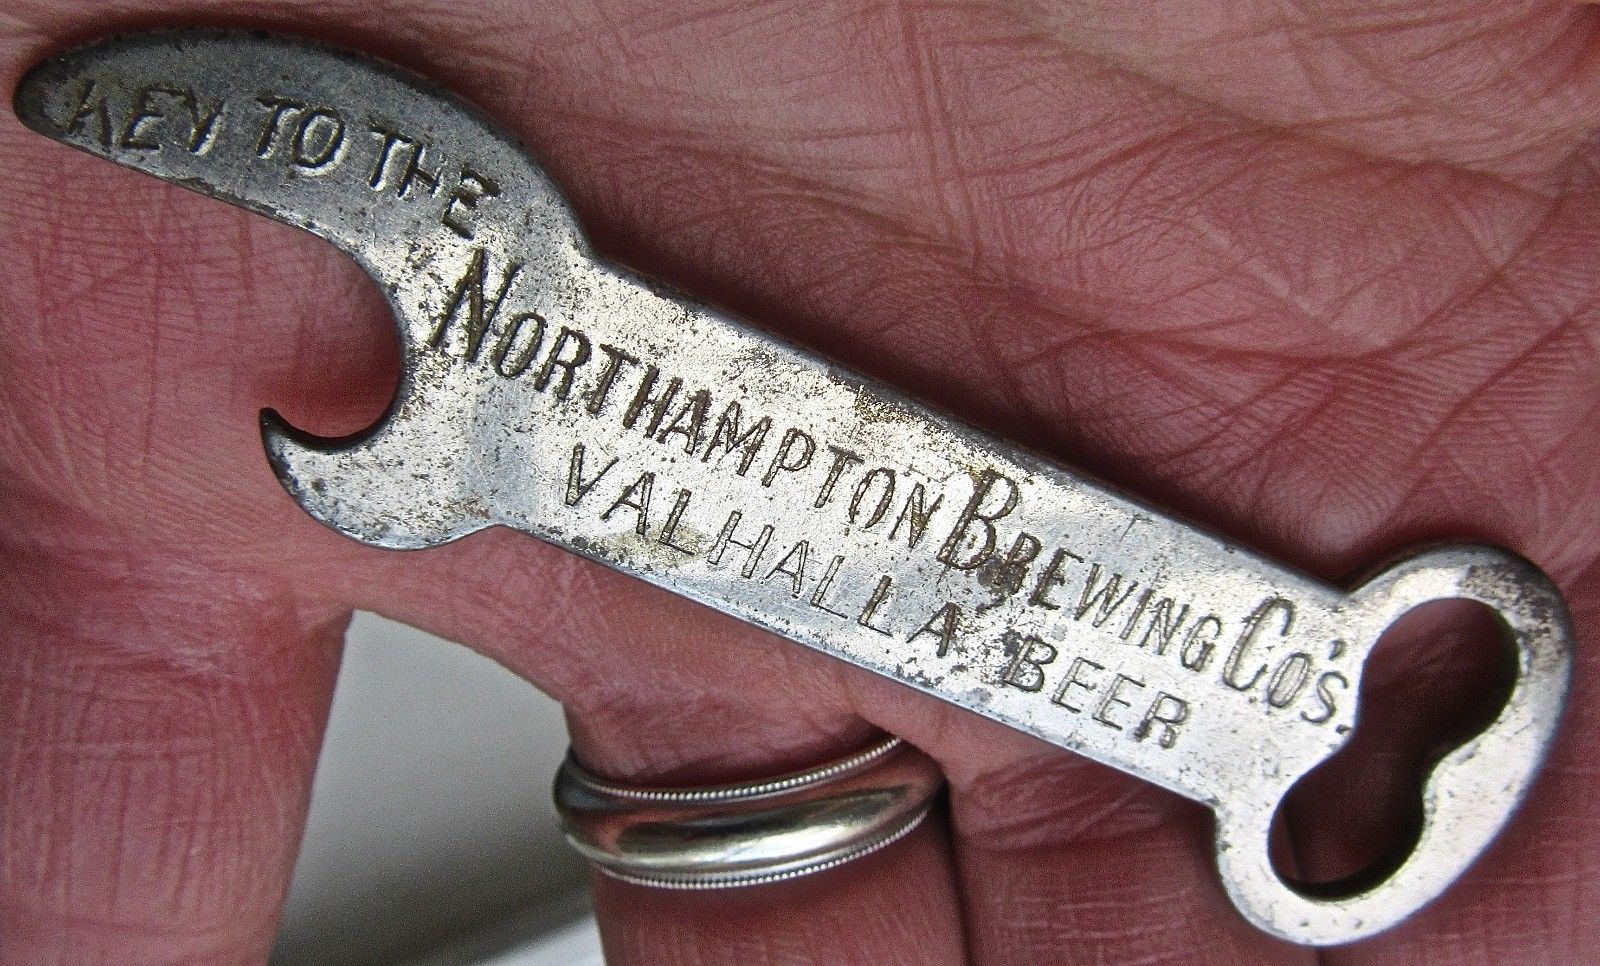 KEY TO THE
NORTHAMPTON BREWING CO'S.
VALHALLA BEER